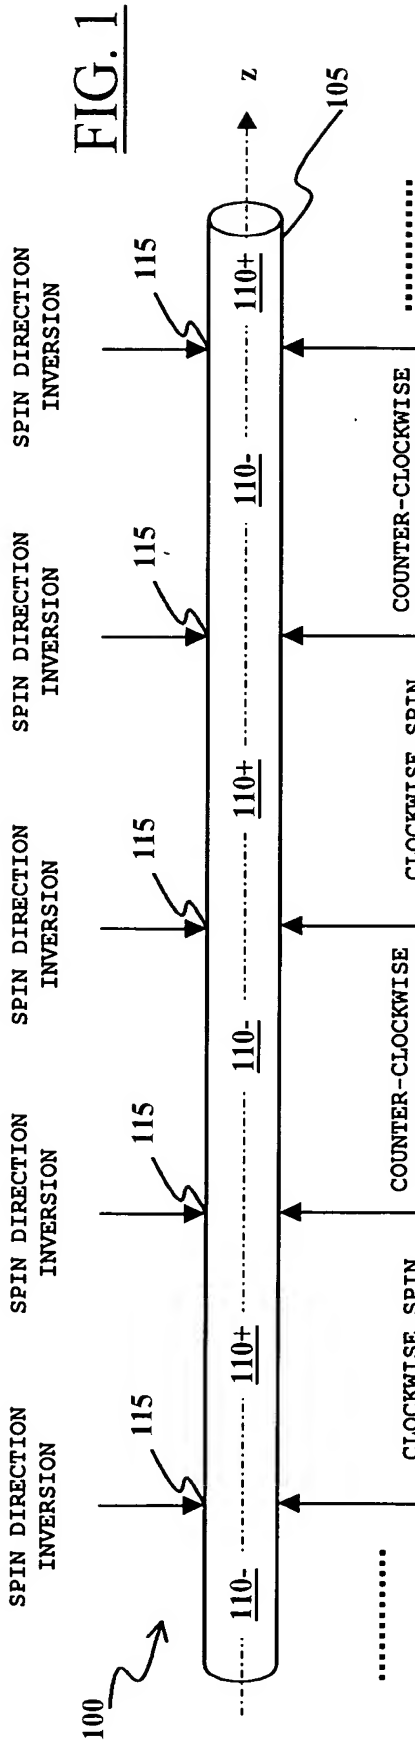 FIG. 1
SPIN DIRECTION
INVERSION
SPIN DIRECTION
INVERSION
SPIN DIRECTION
INVERSION
SPIN DIRECTION
INVERSION
SPIN DIRECTION
INVERSION
100
115
115
115
115
115
110-
110+
110-
110+
110-
110+
z
105
CLOCKWISE SPIN
COUNTER-CLOCKWISE
CLOCKWISE SPIN
COUNTER-CLOCKWISE